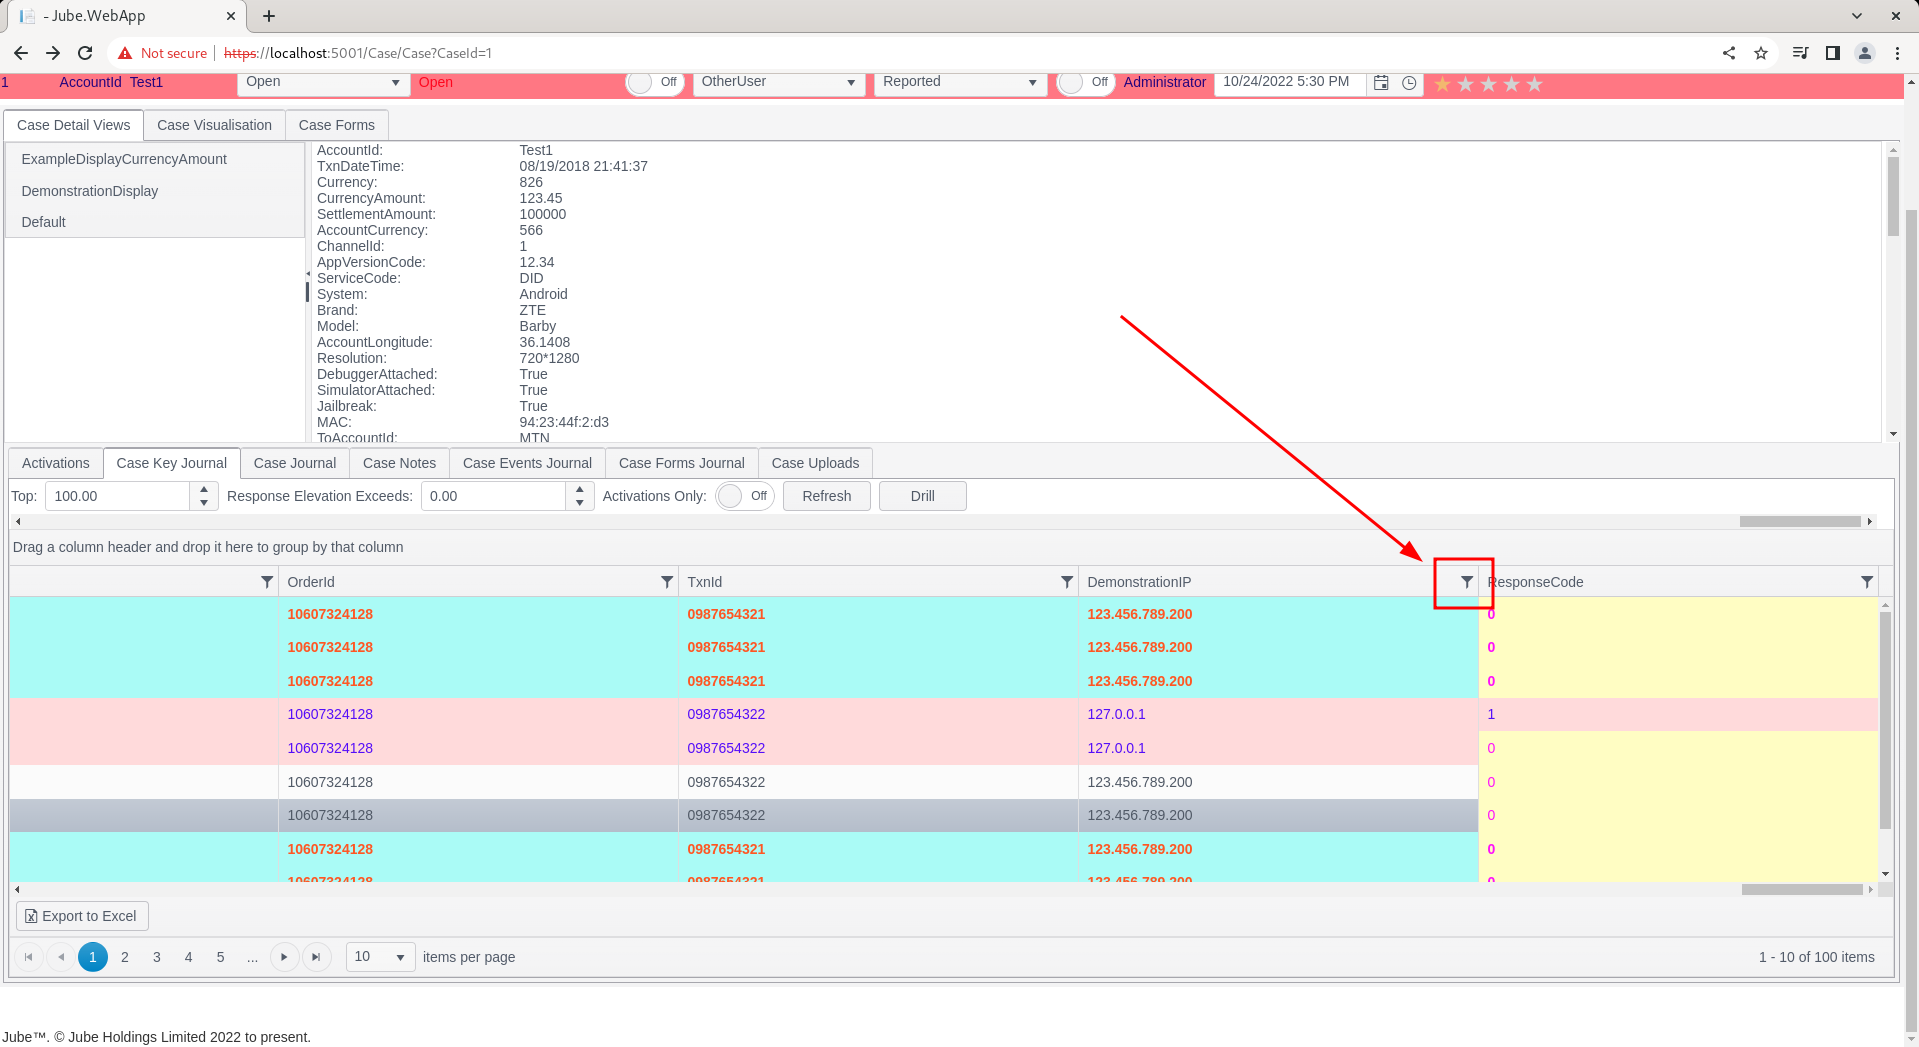 - Jube.WebApp
Not secure https://localhost:5001/Case/Case?CaseId=1
1 AccountId Test1 Open Open Off OtherUser Reported Off Administrator 10/24/2022 5:30 PM
Case Detail Views Case Visualisation Case Forms
ExampleDisplayCurrencyAmount
DemonstrationDisplay
Default
AccountId: Test1
TxnDateTime: 08/19/2018 21:41:37
Currency: 826
CurrencyAmount: 123.45
SettlementAmount: 100000
AccountCurrency: 566
ChannelId: 1
AppVersionCode: 12.34
ServiceCode: DID
System: Android
Brand: ZTE
Model: Barby
AccountLongitude: 36.1408
Resolution: 720*1280
DebuggerAttached: True
SimulatorAttached: True
Jailbreak: True
MAC: 94:23:44f:2:d3
ToAccountId: MTN
Activations Case Key Journal Case Journal Case Notes Case Events Journal Case Forms Journal Case Uploads
Top: 100.00 Response Elevation Exceeds: 0.00 Activations Only: Off Refresh Drill
Drag a column header and drop it here to group by that column
OrderId TxnId DemonstrationIP ResponseCode
10607324128 0987654321 123.456.789.200 0
10607324128 0987654321 123.456.789.200 0
10607324128 0987654321 123.456.789.200 0
10607324128 0987654322 127.0.0.1 1
10607324128 0987654322 127.0.0.1 0
10607324128 0987654322 123.456.789.200 0
10607324128 0987654322 123.456.789.200 0
10607324128 0987654321 123.456.789.200 0
10607324128 0987654321 123.456.789.200 0
Export to Excel
1 2 3 4 5 ... 10 items per page 1 - 10 of 100 items
Jube™. © Jube Holdings Limited 2022 to present.